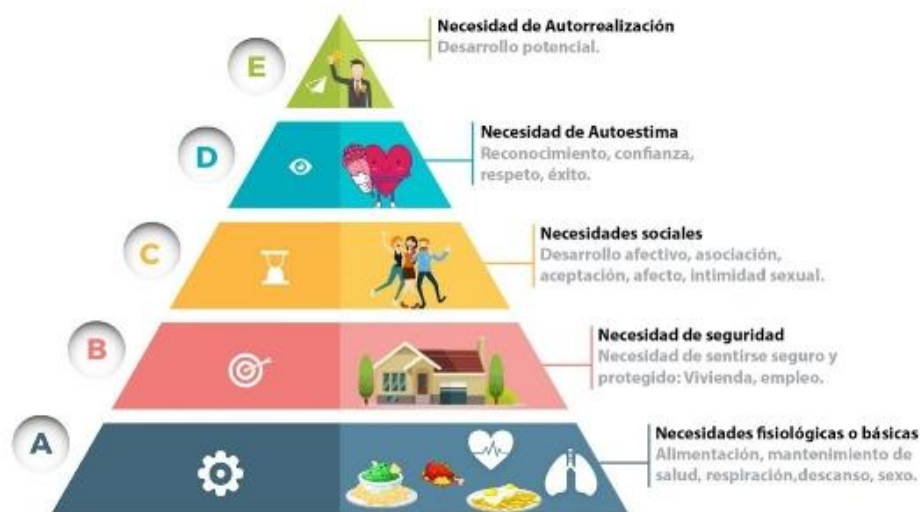 E
Necesidad de Autorrealización
Desarrollo potencial.
D
Necesidad de Autoestima
Reconocimiento, confianza,
respeto, éxito.
C
Necesidades sociales
Desarrollo afectivo, asociación,
aceptación, afecto, intimidad sexual.
B
Necesidad de seguridad
Necesidad de sentirse seguro y
protegido: Vivienda, empleo.
A
Necesidades fisiológicas o básicas
Alimentación, mantenimiento de
salud, respiración,descanso, sexo.